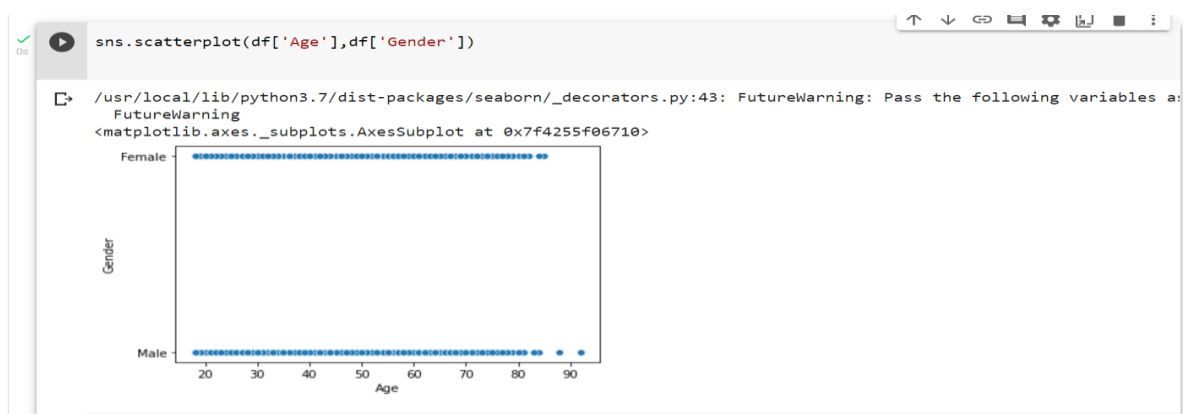 sns.scatterplot(df['Age'],df['Gender'])
0s
/usr/local/lib/python3.7/dist-packages/seaborn/_decorators.py:43: FutureWarning: Pass the following variables as
FutureWarning
<matplotlib.axes._subplots.AxesSubplot at 0x7f4255f06710>
Female
Gender
Male
20 30 40 50 60 70 80 90
Age